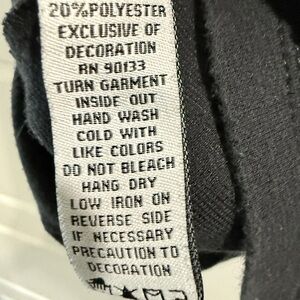 20%POLYESTER
EXCLUSIVE OF
DECORATION
RN 90133
TURN GARMENT
INSIDE OUT
HAND WASH
COLD WITH
LIKE COLORS
DO NOT BLEACH
HANG DRY
LOW IRON ON
REVERSE SIDE
IF NECESSARY
PRECAUTION TO
DECORATION